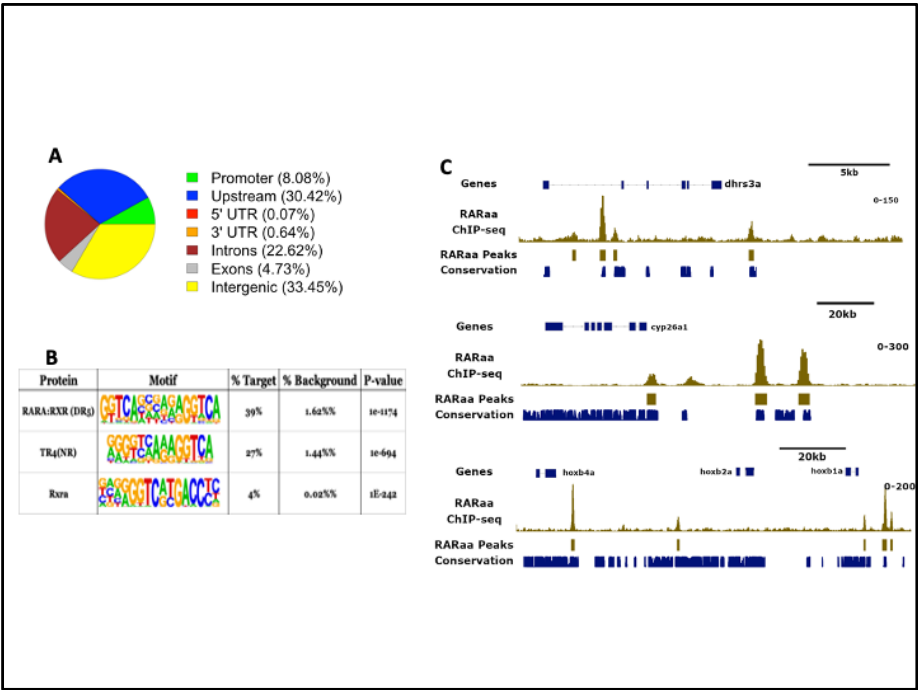 A
Promoter (8.08%)
Upstream (30.42%)
5' UTR (0.07%)
3' UTR (0.64%)
Introns (22.62%)
Exons (4.73%)
Intergenic (33.45%)
B
Protein Motif % Target % Background P-value
RARA:RXR (DR5) 39% 1.62%% 1e-1174
TR4(NR) 27% 1.44%% 1e-694
Rxra 4% 0.02%% 1E-242
C
5kb
Genes dhrs3a
0-150
RARaa
ChIP-seq
RARaa Peaks
Conservation
20kb
Genes cyp26a1
0-300
RARaa
ChIP-seq
RARaa Peaks
Conservation
20kb
Genes hoxb4a hoxb2a hoxb1a
0-200
RARaa
ChIP-seq
RARaa Peaks
Conservation